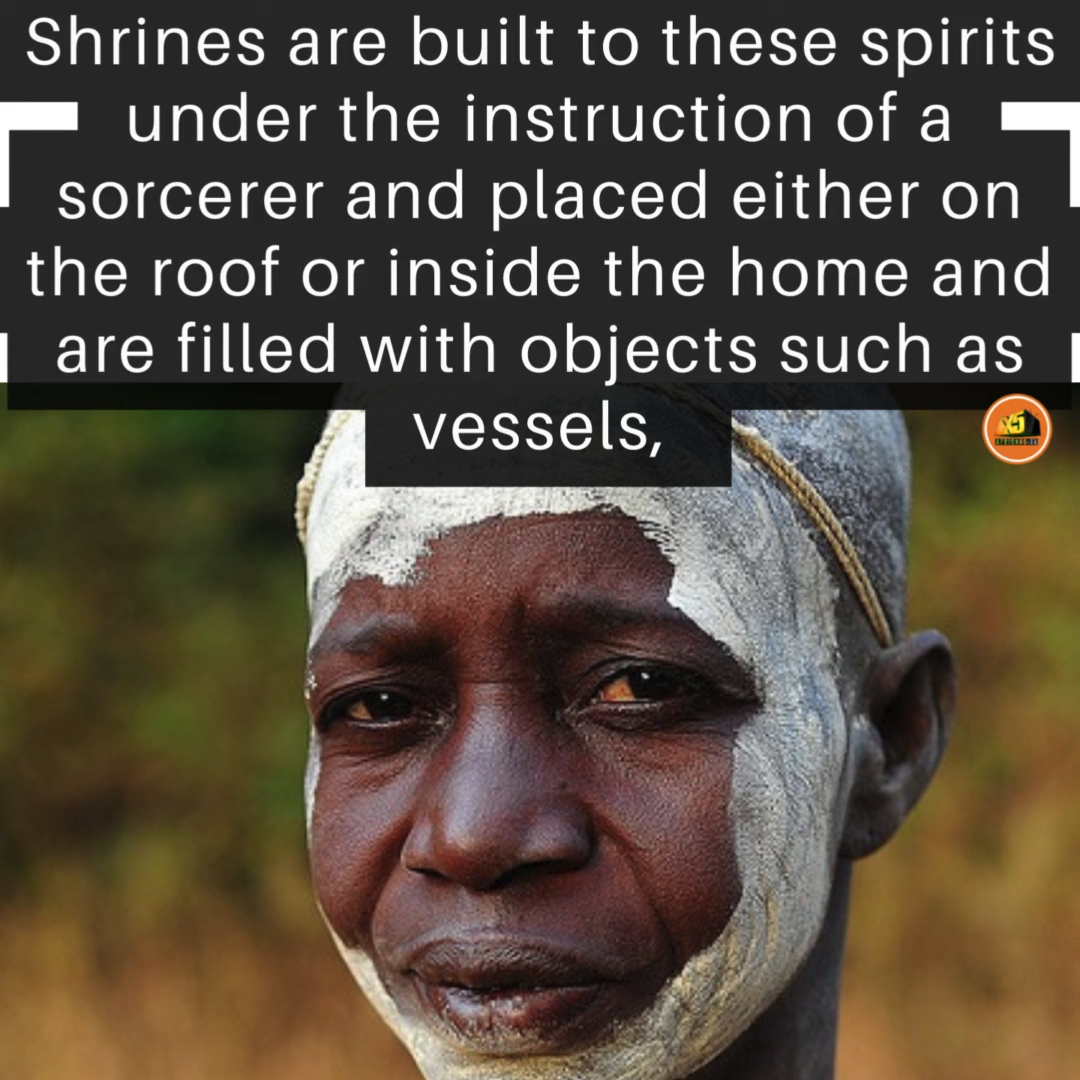 Shrines are built to these spirits
under the instruction of a
sorcerer and placed either on
the roof or inside the home and
are filled with objects such as
vessels,